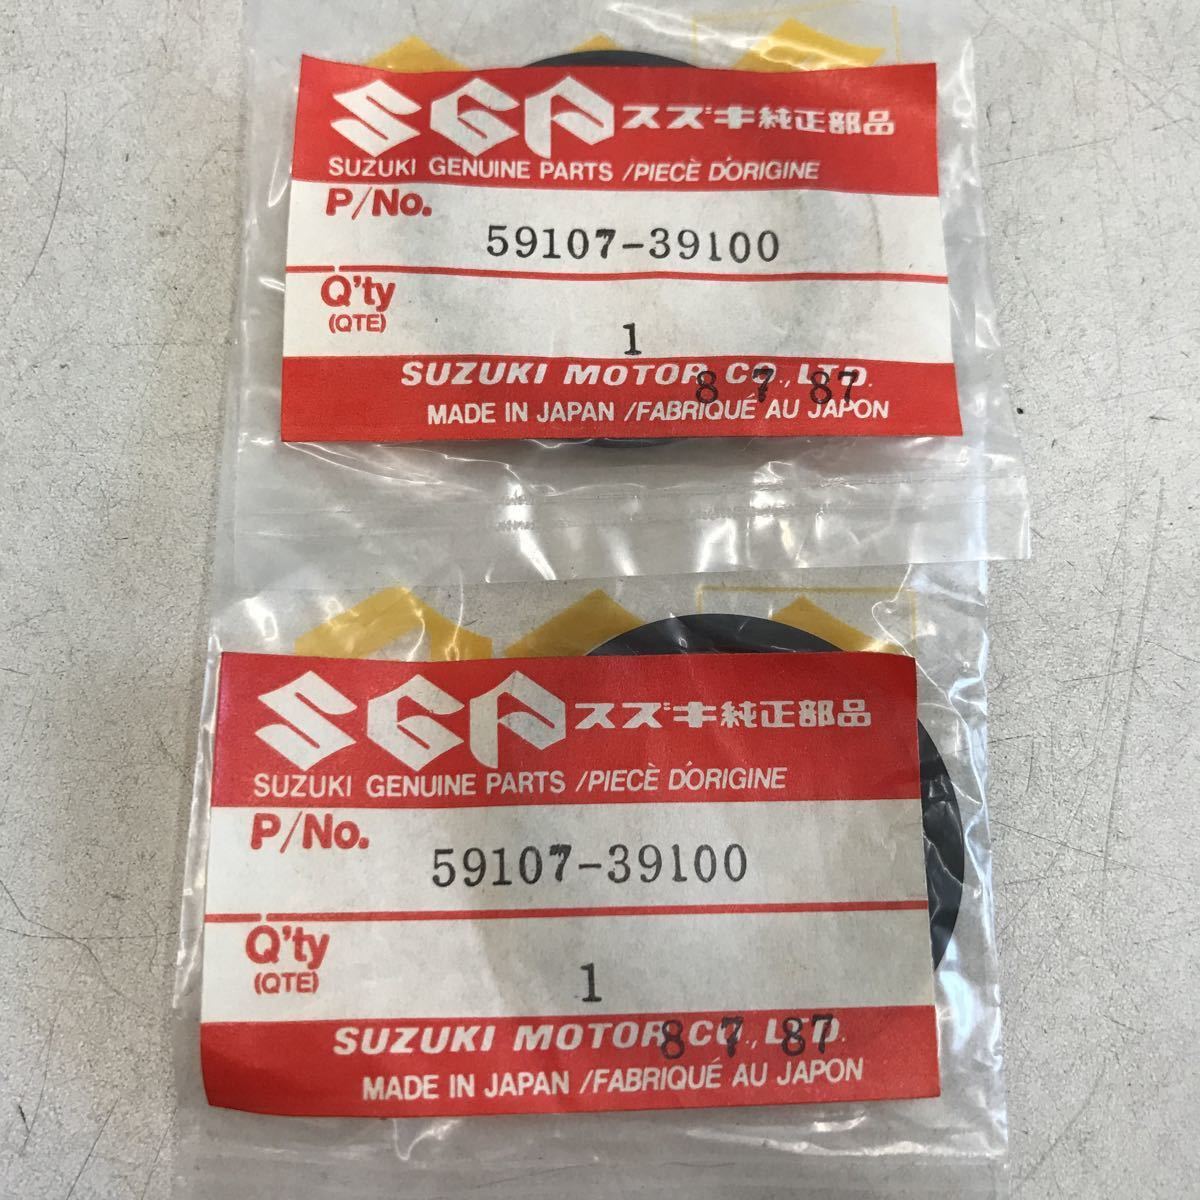 SGP スズキ純正部品
SUZUKI GENUINE PARTS /PIECÈ D'ORIGINE
P/No.
59107-39100
Q'ty
(QTE)
1
SUZUKI MOTOR CO., LTD.
8 7 87
MADE IN JAPAN /FABRIQUÉ AU JAPON
SGP スズキ純正部品
SUZUKI GENUINE PARTS /PIECÈ D'ORIGINE
P/No.
59107-39100
Q'ty
(QTE)
1
SUZUKI MOTOR CO., LTD.
8 7 87
MADE IN JAPAN /FABRIQUÉ AU JAPON